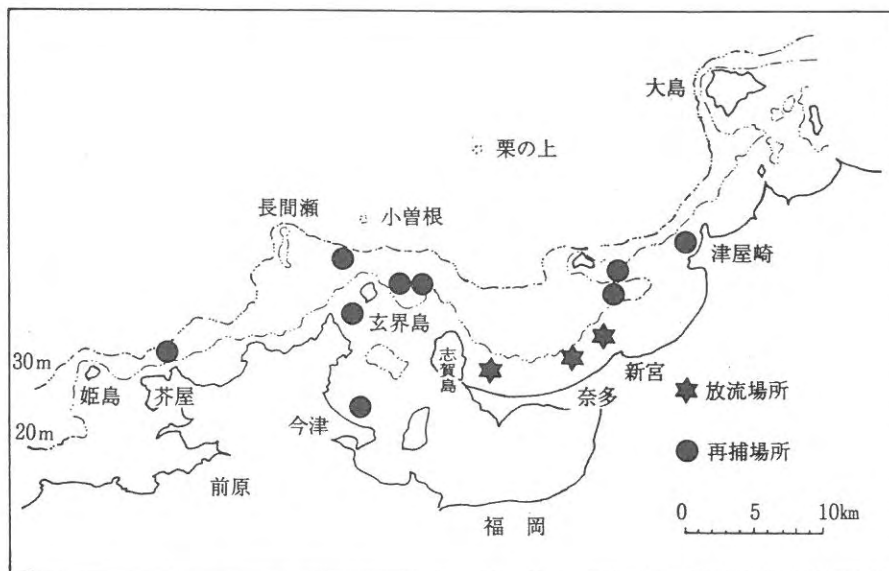 大島
栗の上
長間瀬
小曽根
津屋崎
玄界島
志賀島
30m
新宮
放流場所
姫島
芥屋
奈多
20m
今津
再捕場所
前原
福岡
0 5 10km